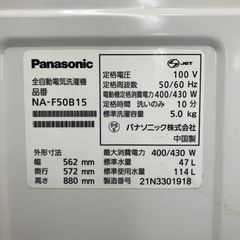 Panasonic
全自動電気洗濯機
品番
NA-F50B15
JET
定格電圧 100 V
定格周波数 50/60 Hz
電動機定格消費電力 400/430 W
定格時間 洗いのみ 10 分
標準洗濯容量 5.0 kg
パナソニック株式会社
中国製
外形寸法
幅 562 mm
奥行 572 mm
高さ 880 mm
最大消費電力 400/430 W
標準水量 47 L
標準使用水量 114 L
製造番号 21N3301918